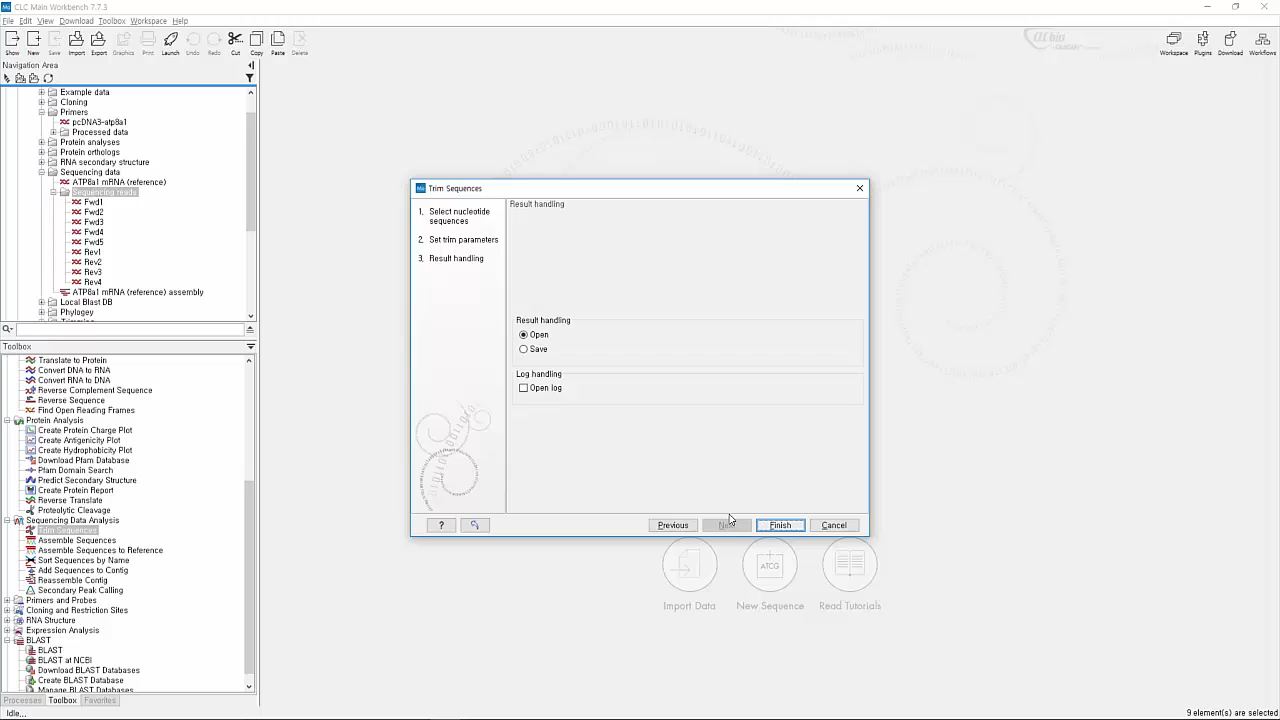 CLC Main Workbench 7.7.3
File Edit View Download Toolbox Workspace Help
Show New Save Import Export Graphics Print Launch Undo Redo Cut Copy Paste Delete
Workspace Plugins Download Workflows
CLC bio
Navigation Area
Example data
Cloning
Primers
pcDNA3-atp8a1
Processed data
Protein analyses
Protein orthologs
RNA secondary structure
Sequencing data
ATP8a1 mRNA (reference)
Sequencing reads
Fwd1
Fwd2
Fwd3
Fwd4
Fwd5
Rev1
Rev2
Rev3
Rev4
ATP8a1 mRNA (reference) assembly
Local Blast DB
Phylogey
Toolbox
Translate to Protein
Convert DNA to RNA
Convert RNA to DNA
Reverse Complement Sequence
Reverse Sequence
Find Open Reading Frames
Protein Analysis
Create Protein Charge Plot
Create Antigenicity Plot
Create Hydrophobicity Plot
Download Pfam Database
Pfam Domain Search
Predict Secondary Structure
Create Protein Report
Reverse Translate
Proteolytic Cleavage
Sequencing Data Analysis
Trim Sequences
Assemble Sequences
Assemble Sequences to Reference
Sort Sequences by Name
Add Sequences to Contig
Reassemble Contig
Secondary Peak Calling
Primers and Probes
Cloning and Restriction Sites
RNA Structure
Expression Analysis
BLAST
BLAST
BLAST at NCBI
Download BLAST Databases
Create BLAST Database
Manage BLAST Databases
Processes Toolbox Favorites
Idle...
9 element(s) are selected
Trim Sequences
1. Select nucleotide
sequences
2. Set trim parameters
3. Result handling
Result handling
Result handling
Open
Save
Log handling
Open log
? Previous Finish Cancel
ATCG
Import Data New Sequence Read Tutorials